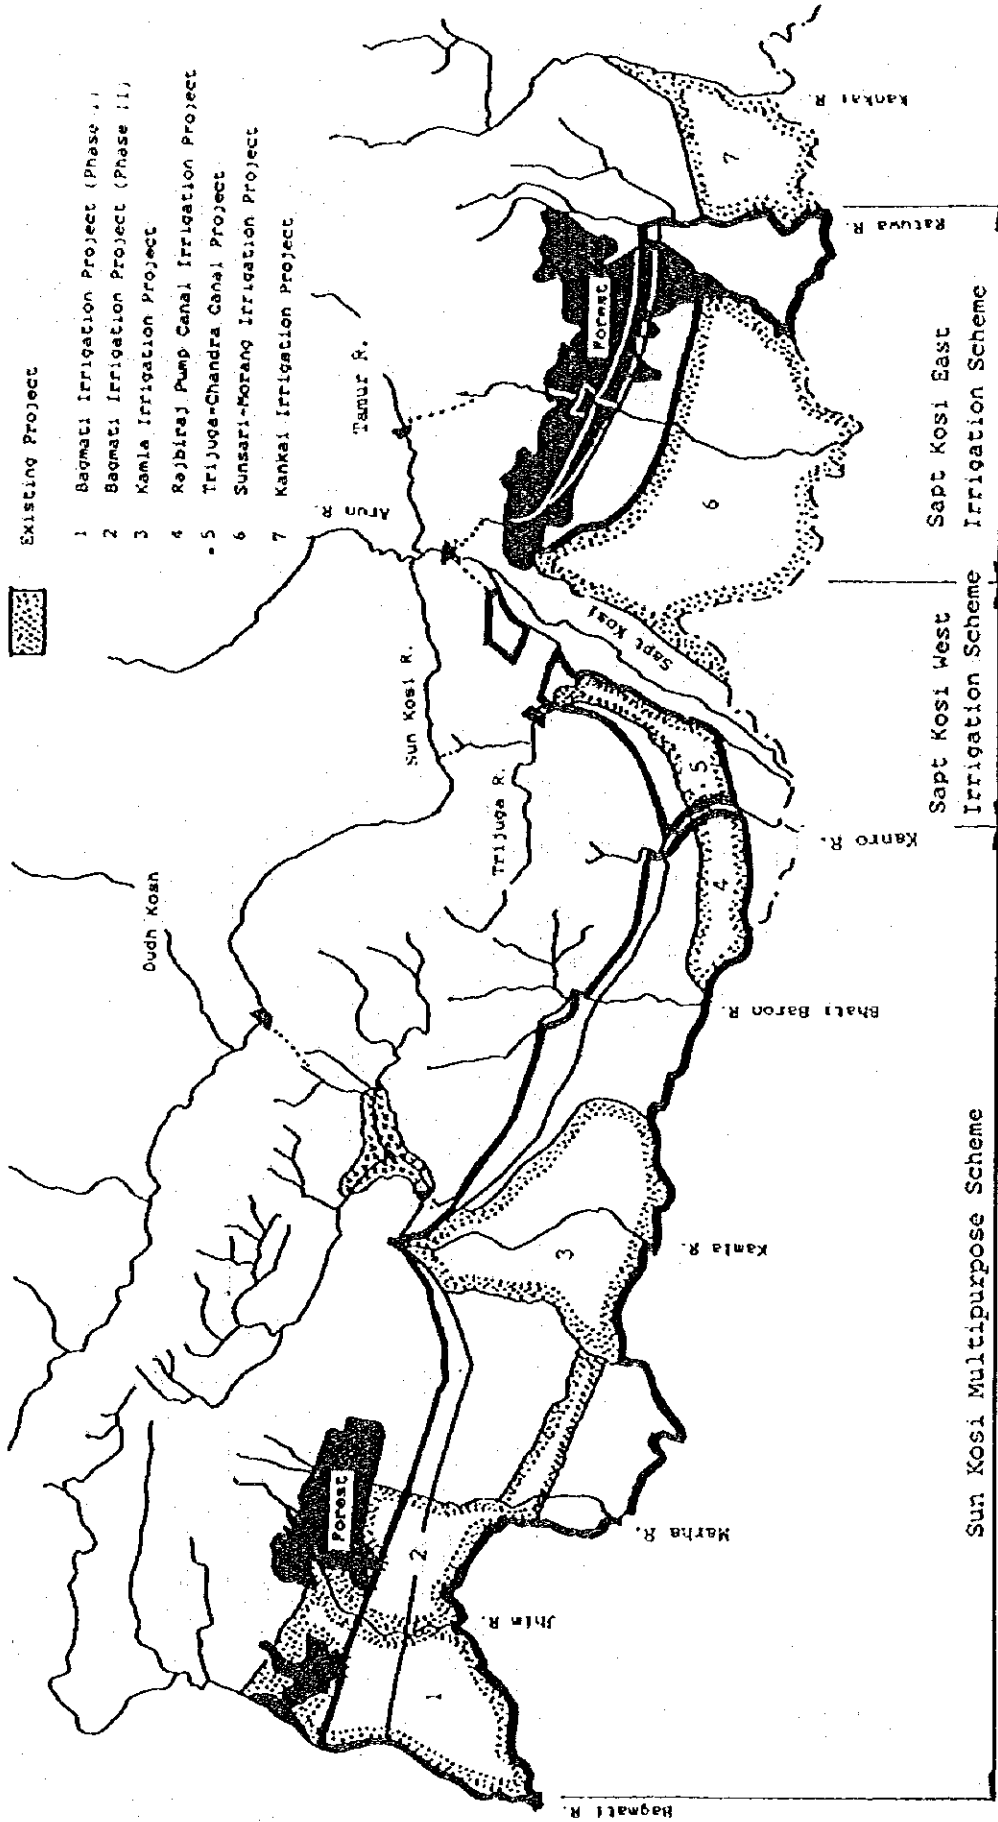 Existing Project
1 Bagmati Irrigation Project (Phase I)
2 Bagmati Irrigation Project (Phase II)
3 Kamla Irrigation Project
4 Rajbiraj Pump Canal Irrigation Project
5 Trijuga-Chandra Canal Project
6 Sunsari-Morang Irrigation Project
7 Kankai Irrigation Project
Dudh Kosh
Sun Kosi R.
Arun R.
Tamur R.
Trijuga R.
Sapt Kosi
Forest
Forest
1
2
3
4
5
6
7
Bagmati R.
Jhim R.
Marha R.
Kamla R.
Bhati Baron R.
Kanro R.
Ratuwa R.
Kankai R.
Sun Kosi Multipurpose Scheme
Sapt Kosi West
Irrigation Scheme
Sapt Kosi East
Irrigation Scheme